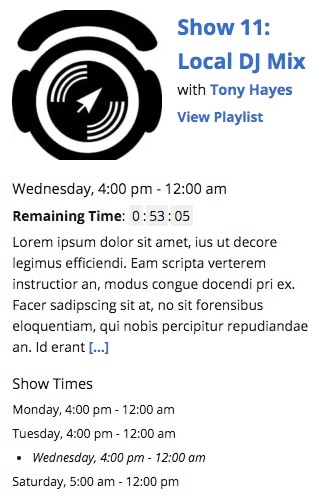 Show 11:
Local DJ Mix
with Tony Hayes
View Playlist
Wednesday, 4:00 pm - 12:00 am
Remaining Time: 0 : 53 : 05
Lorem ipsum dolor sit amet, ius ut decore
legimus efficiendi. Eam scripta verterem
instructior an, modus congue docendi pri ex.
Facer sadipscing sit at, no sit forensibus
eloquentiam, qui nobis percipitur repudiandae
an. Id erant [...]
Show Times
Monday, 4:00 pm - 12:00 am
Tuesday, 4:00 pm - 12:00 am
• Wednesday, 4:00 pm - 12:00 am
Saturday, 5:00 am - 12:00 pm